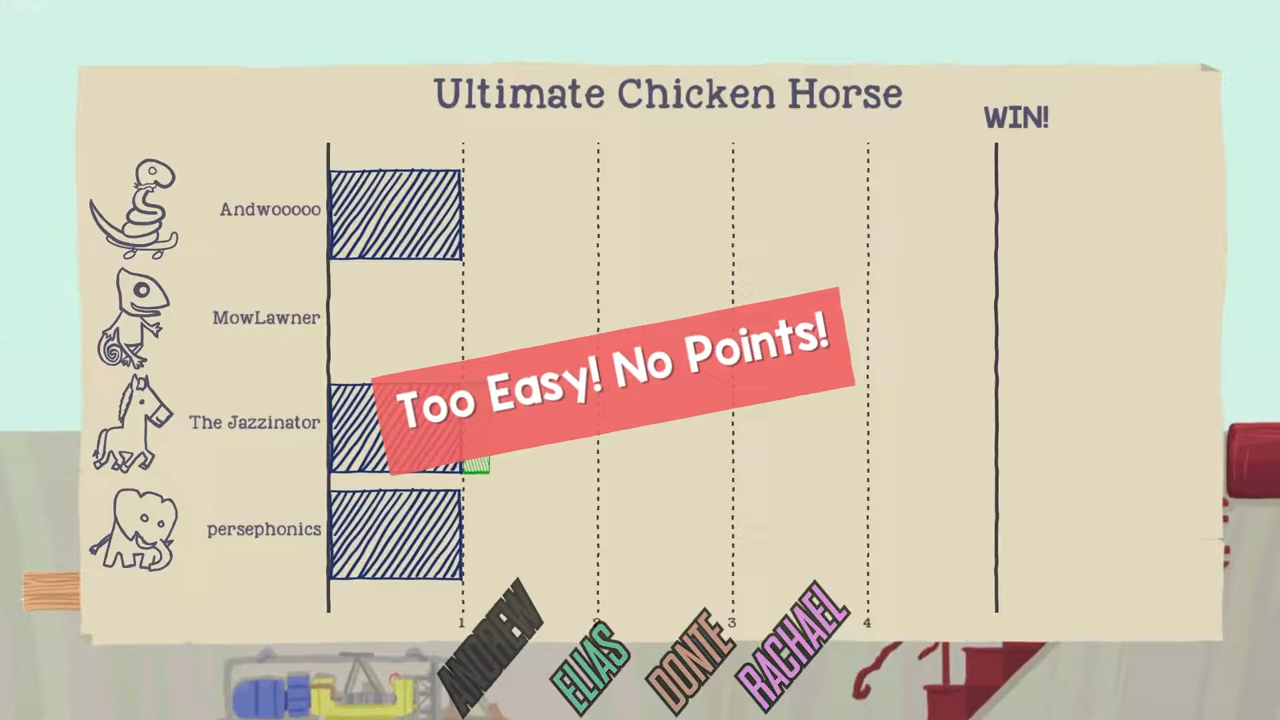 Ultimate Chicken Horse
WIN!
Andwooooo
MowLawner
Too Easy! No Points!
The Jazzinator
persephonics
1 2 3 4
ANDREW ELIAS DONTE RACHAEL